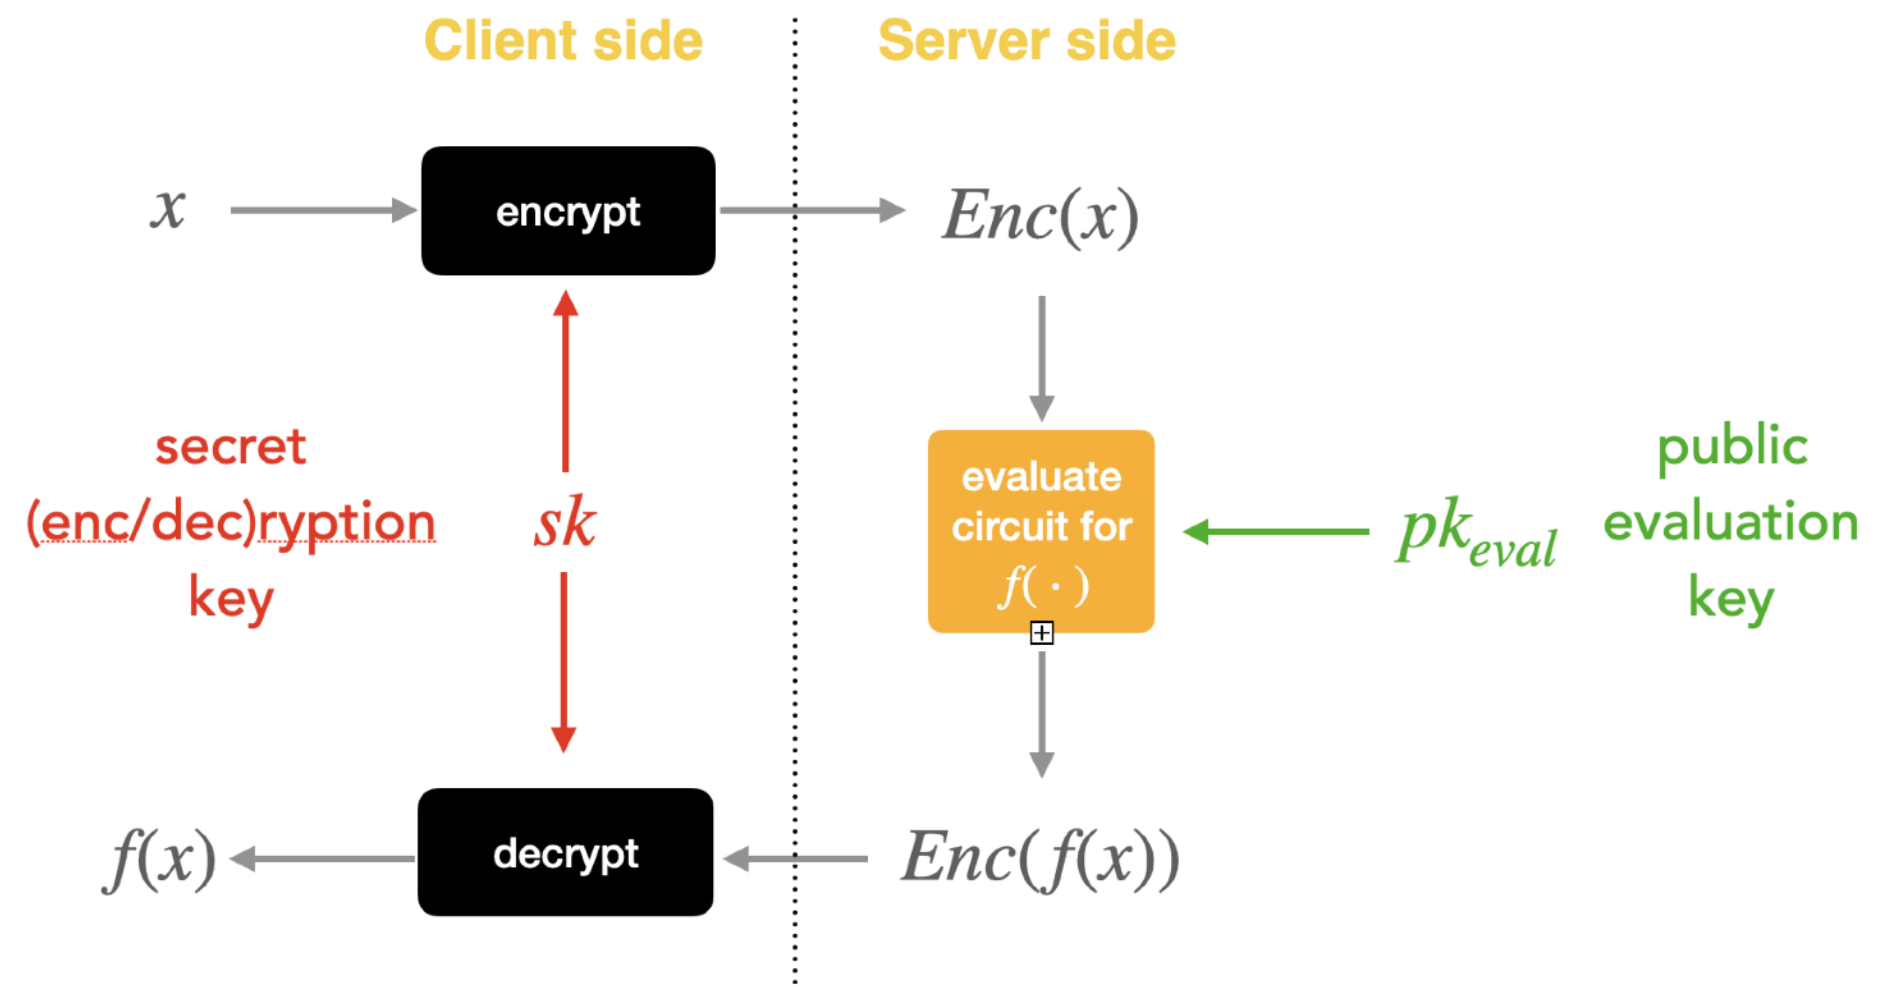 Client side
Server side
x
encrypt
Enc(x)
secret
(enc/dec)ryption
key
sk
evaluate
circuit for
f( · )
pk_eval
public
evaluation
key
f(x)
decrypt
Enc(f(x))